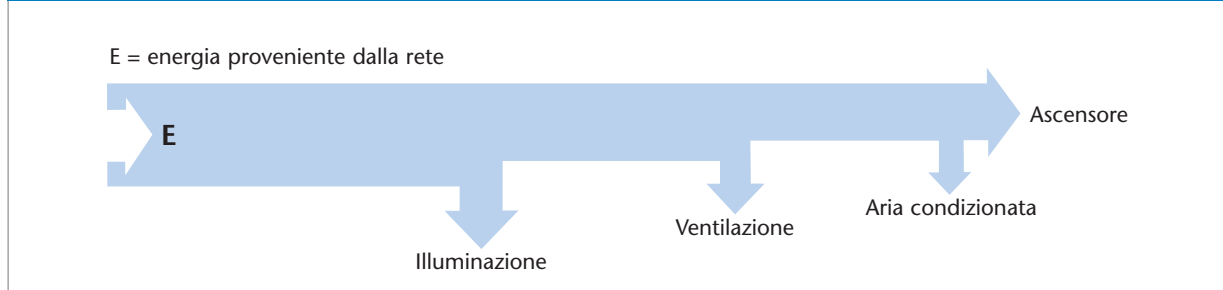 E = energia proveniente dalla rete
E
Ascensore
Aria condizionata
Ventilazione
Illuminazione